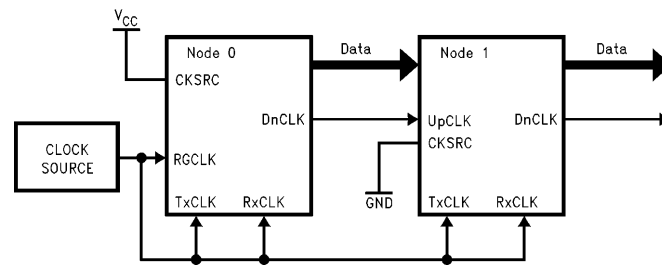 VCC
Node 0
Data
Node 1
Data
CKSRC
DnCLK
UpCLK
DnCLK
CKSRC
CLOCK
SOURCE
RGCLK
GND
TxCLK
RxCLK
TxCLK
RxCLK